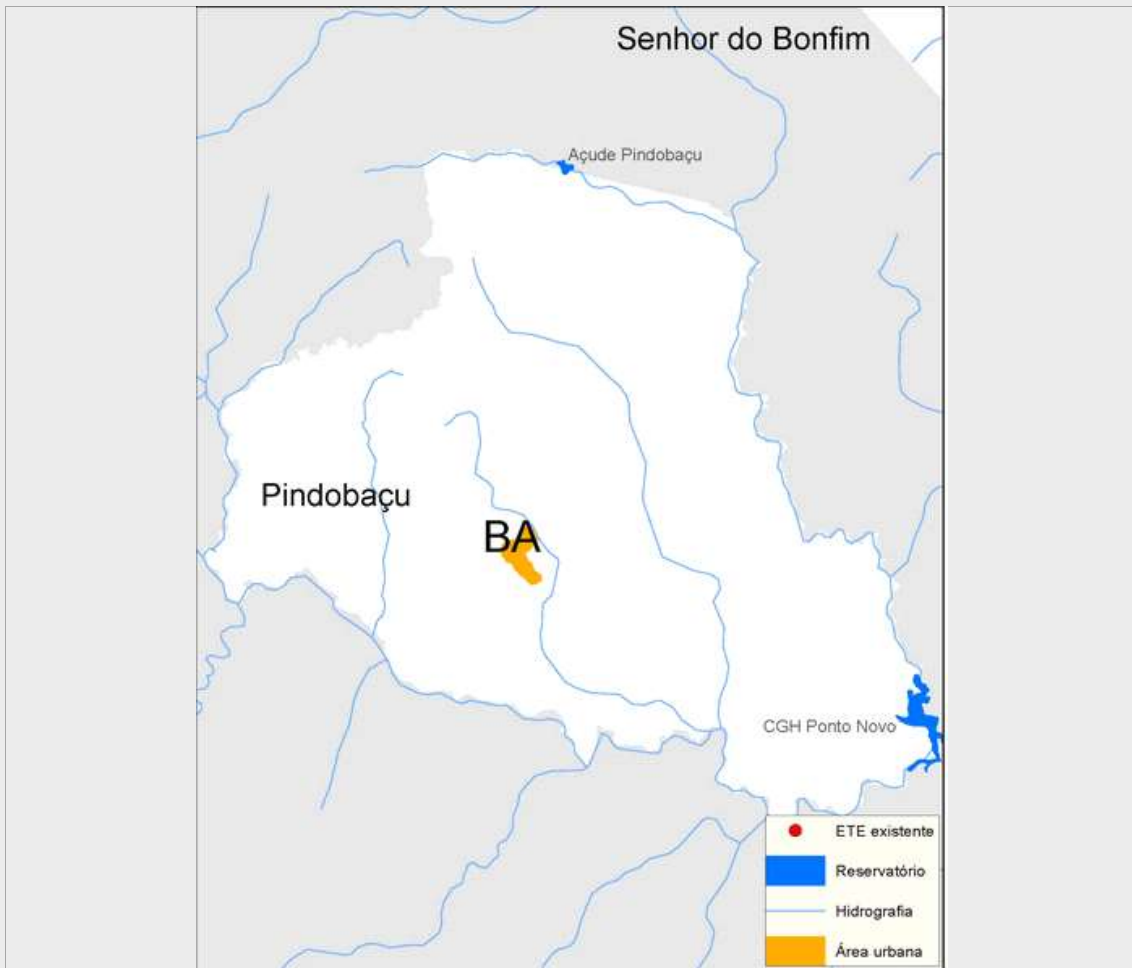 Senhor do Bonfim
Açude Pindobaçu
Pindobaçu
BA
CGH Ponto Novo
ETE existente
Reservatório
Hidrografia
Área urbana